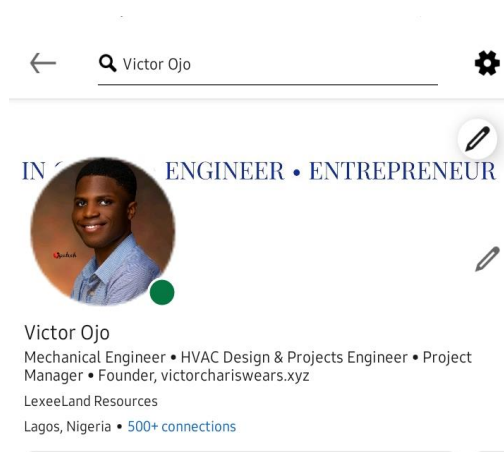 Victor Ojo
IN
ENGINEER • ENTREPRENEUR
Victor Ojo
Mechanical Engineer • HVAC Design & Projects Engineer • Project
Manager • Founder, victorchariswears.xyz
LexeeLand Resources
Lagos, Nigeria • 500+ connections